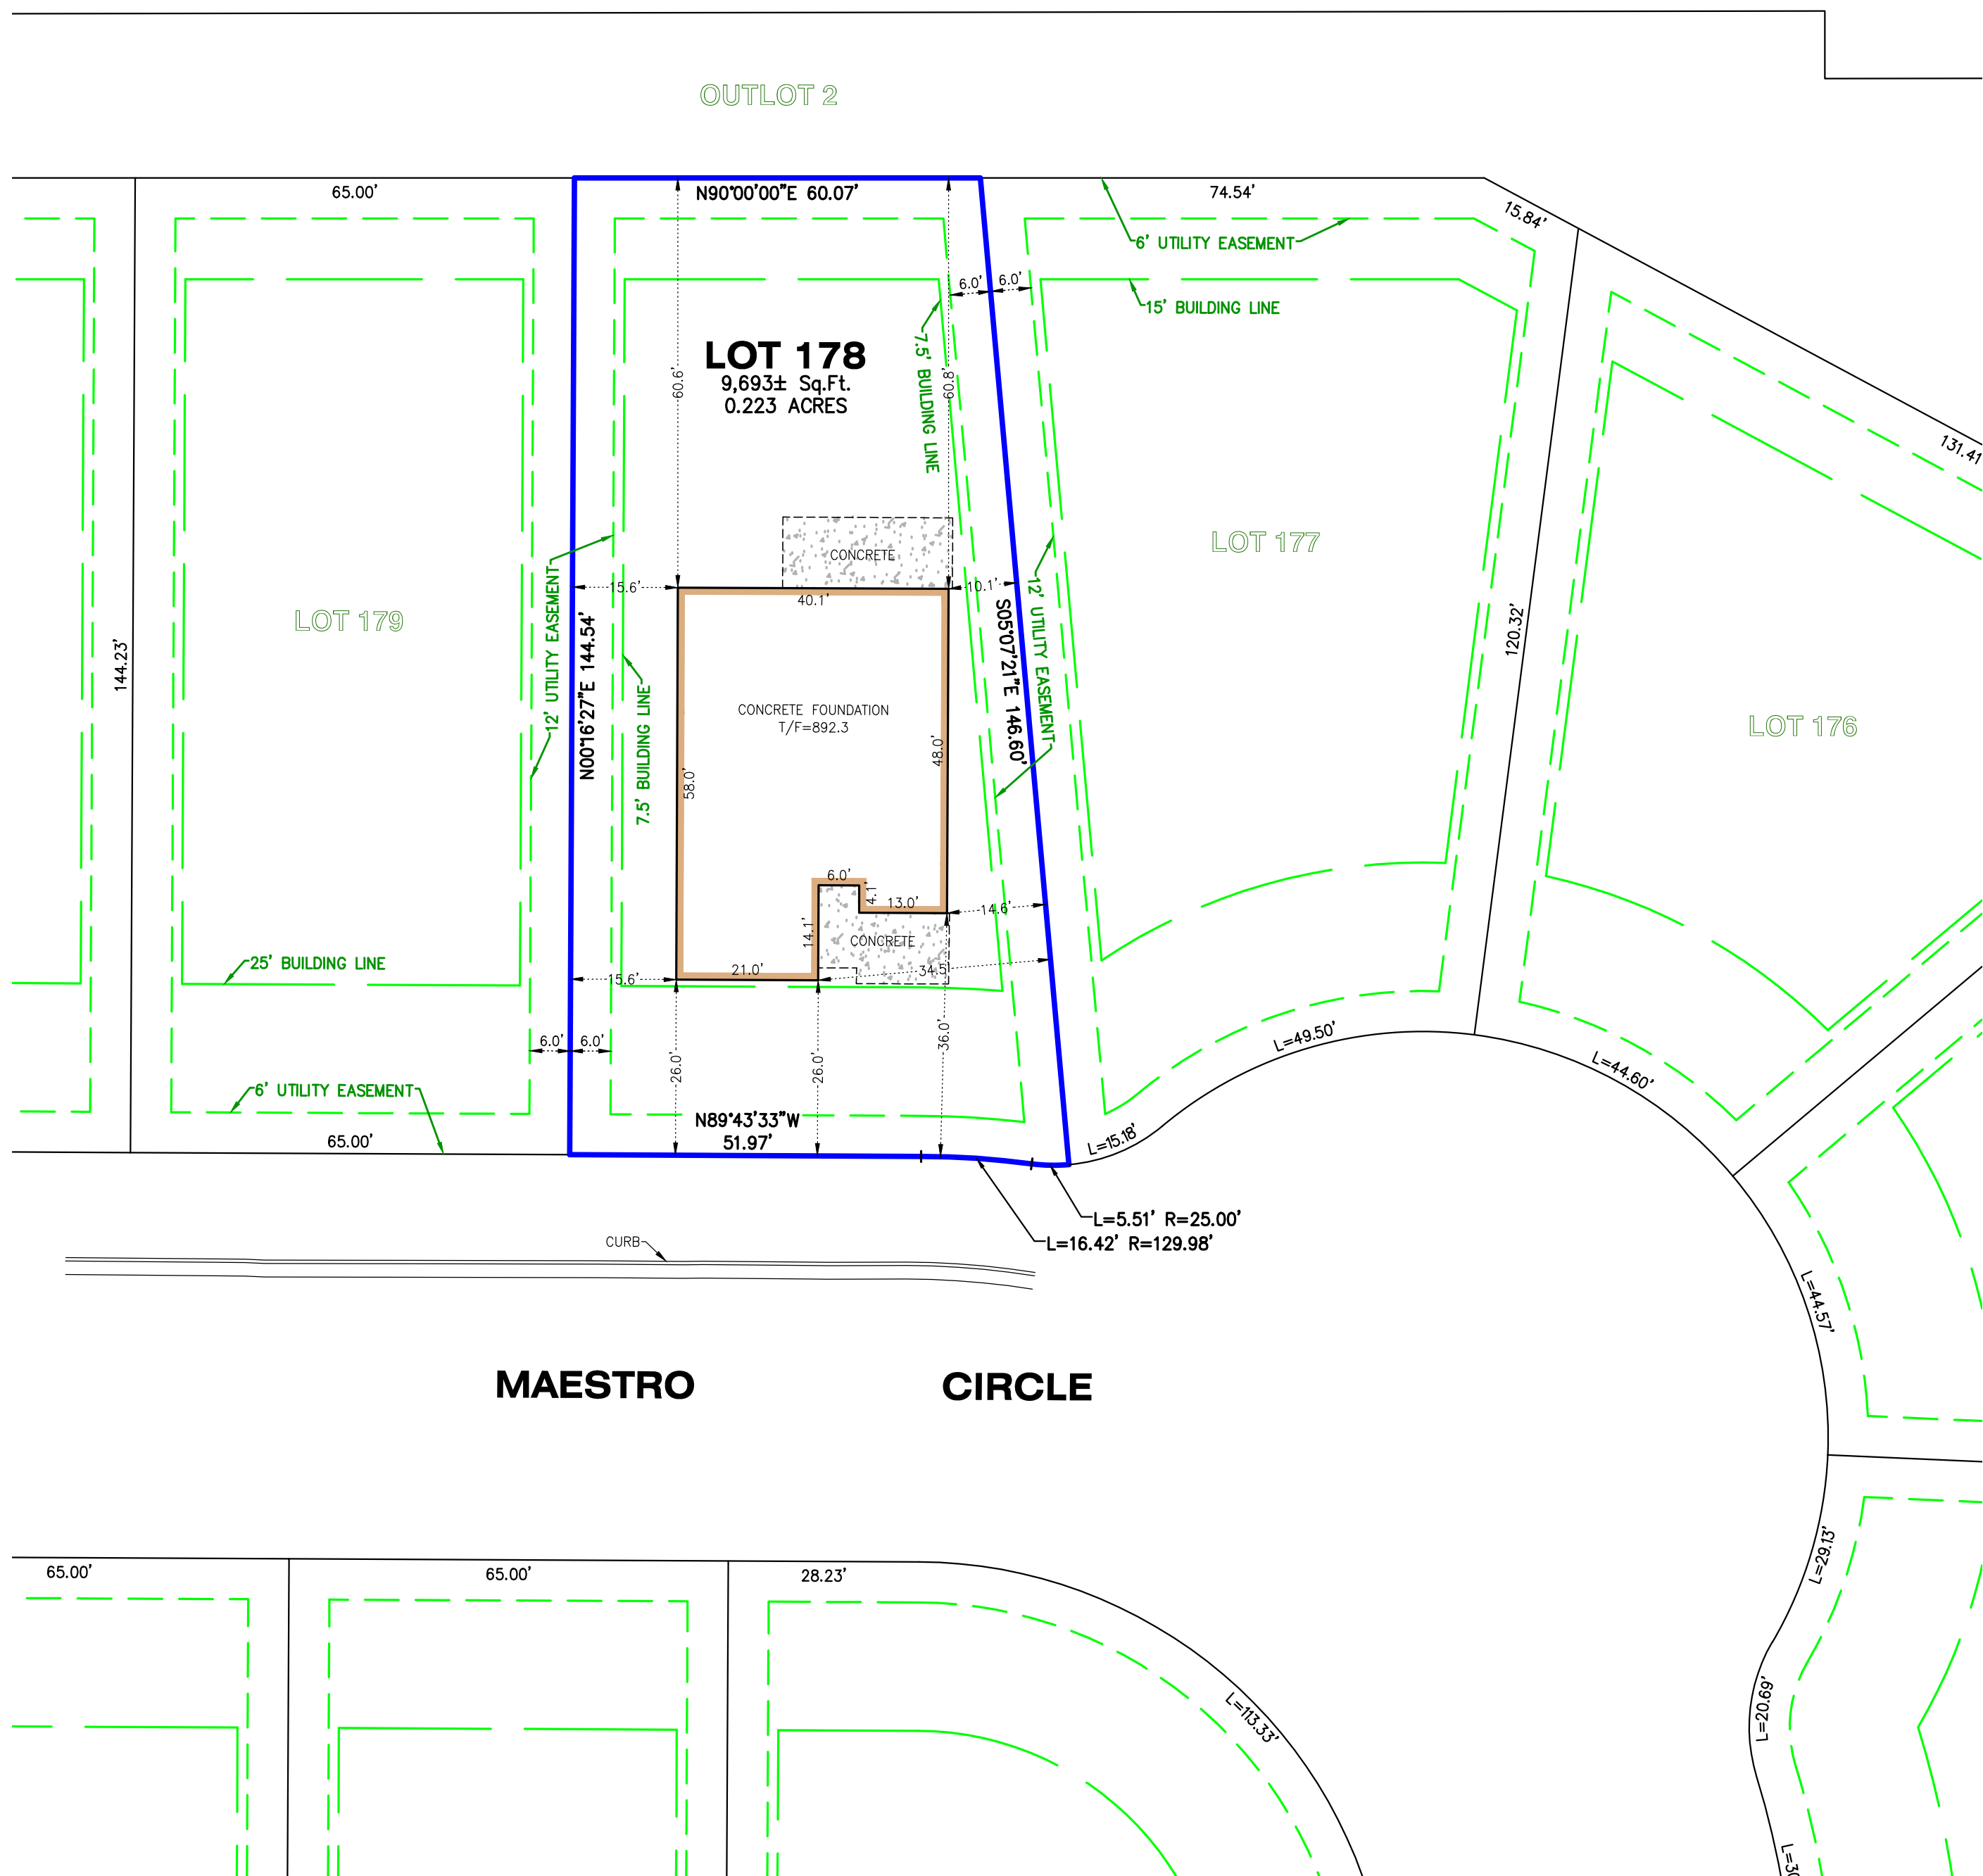 OUTLOT 2
65.00'
N90°00'00"E 60.07'
74.54'
15.84'
6' UTILITY EASEMENT
6.0'
6.0'
15' BUILDING LINE
7.5' BUILDING LINE
LOT 178
9,693± Sq.Ft.
0.223 ACRES
60.6'
60.8'
131.41
LOT 177
CONCRETE
12' UTILITY EASEMENT
15.6'
40.1'
10.1'
LOT 179
144.23'
N00°16'27"E 144.54'
S05°07'21"E 146.60'
12' UTILITY EASEMENT
120.32'
7.5' BUILDING LINE
CONCRETE FOUNDATION
T/F=892.3
LOT 176
58.0'
48.0'
6.0'
4.1'
13.0'
14.6'
14.1'
CONCRETE
25' BUILDING LINE
21.0'
34.5'
15.6'
6.0'
6.0'
26.0'
26.0'
36.0'
L=49.50'
L=44.60'
6' UTILITY EASEMENT
N89°43'33"W
51.97'
65.00'
L=15.18'
L=5.51' R=25.00'
L=16.42' R=129.98'
CURB
L=44.57'
MAESTRO CIRCLE
65.00'
65.00'
28.23'
L=29.13'
L=113.33'
L=20.69'